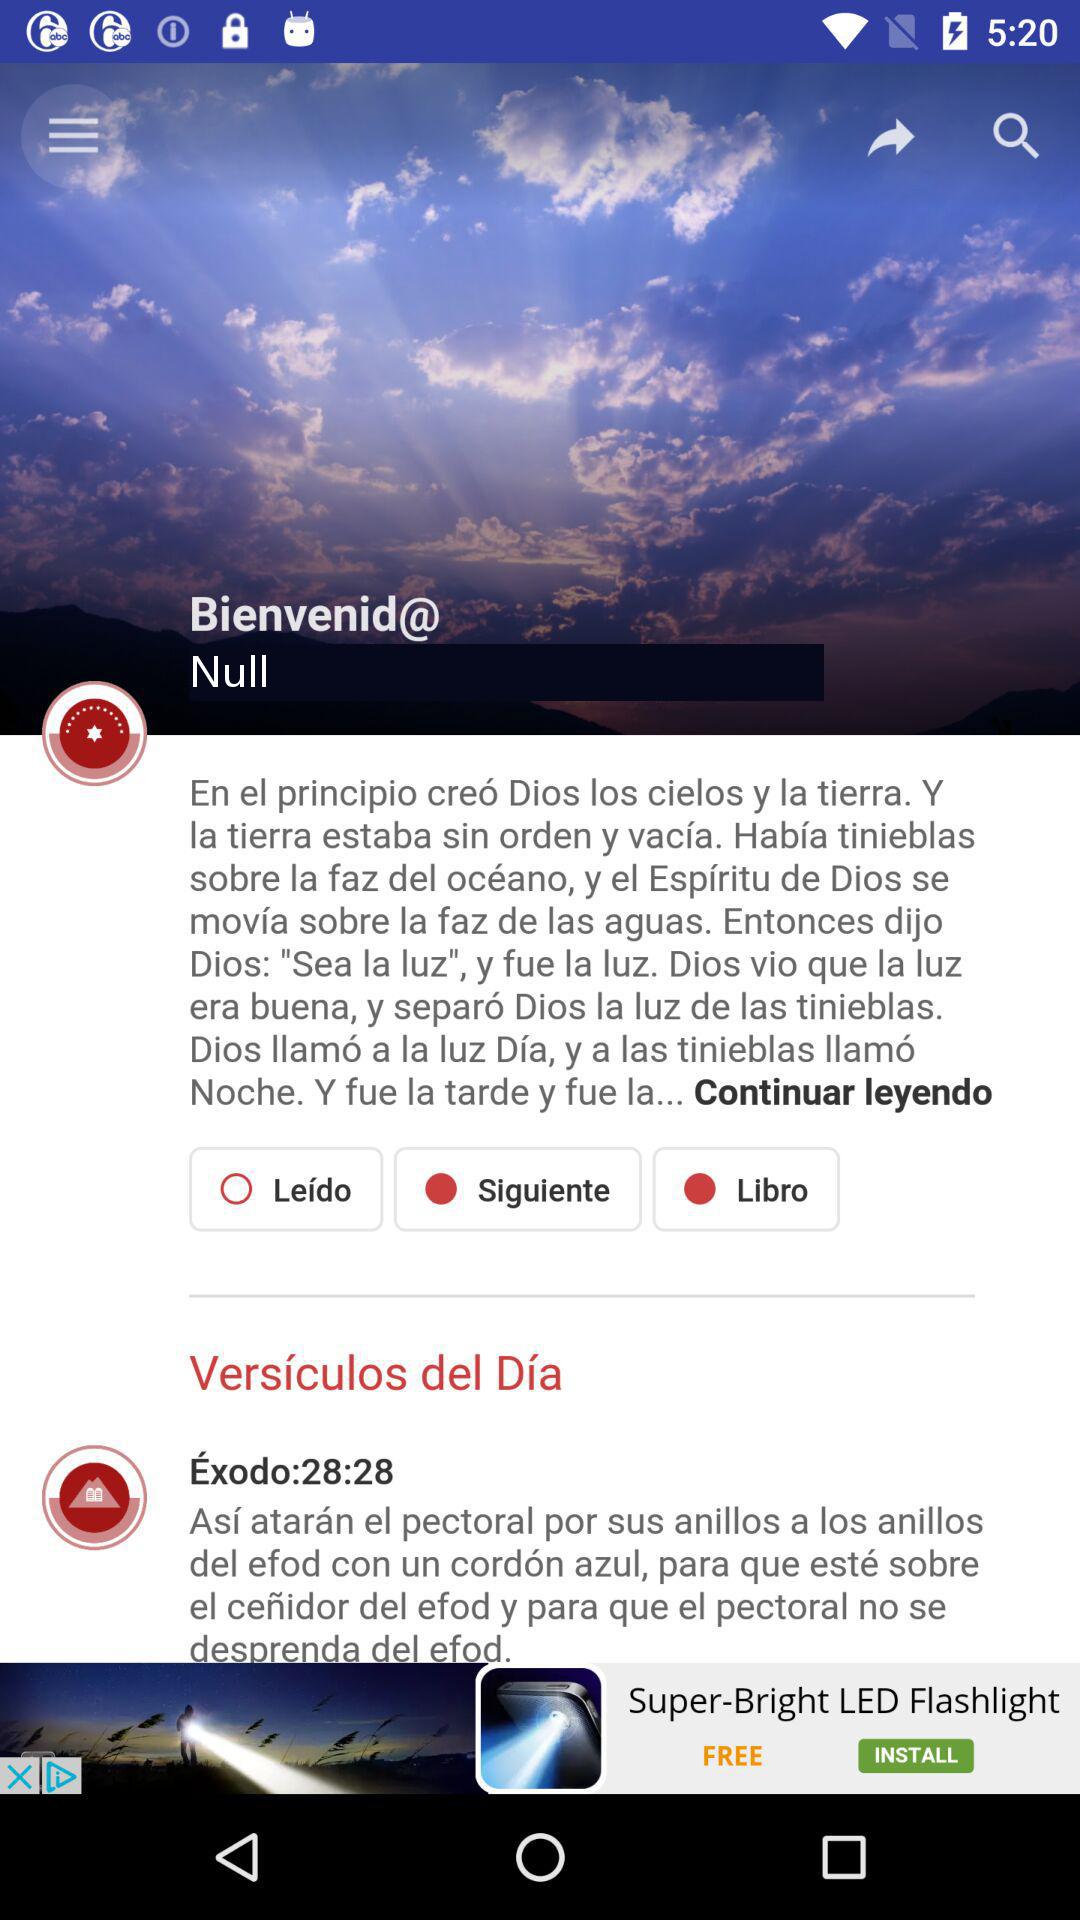 5:20
Bienvenid@
Null
En el principio creó Dios los cielos y la tierra. Y
la tierra estaba sin orden y vacía. Había tinieblas
sobre la faz del océano, y el Espíritu de Dios se
movía sobre la faz de las aguas. Entonces dijo
Dios: "Sea la luz", y fue la luz. Dios vio que la luz
era buena, y separó Dios la luz de las tinieblas.
Dios llamó a la luz Día, y a las tinieblas llamó
Noche. Y fue la tarde y fue la... Continuar leyendo
Leído Siguiente Libro
Versículos del Día
Éxodo:28:28
Así atarán el pectoral por sus anillos a los anillos
del efod con un cordón azul, para que esté sobre
el ceñidor del efod y para que el pectoral no se
desprenda del efod.
Super-Bright LED Flashlight
FREE INSTALL